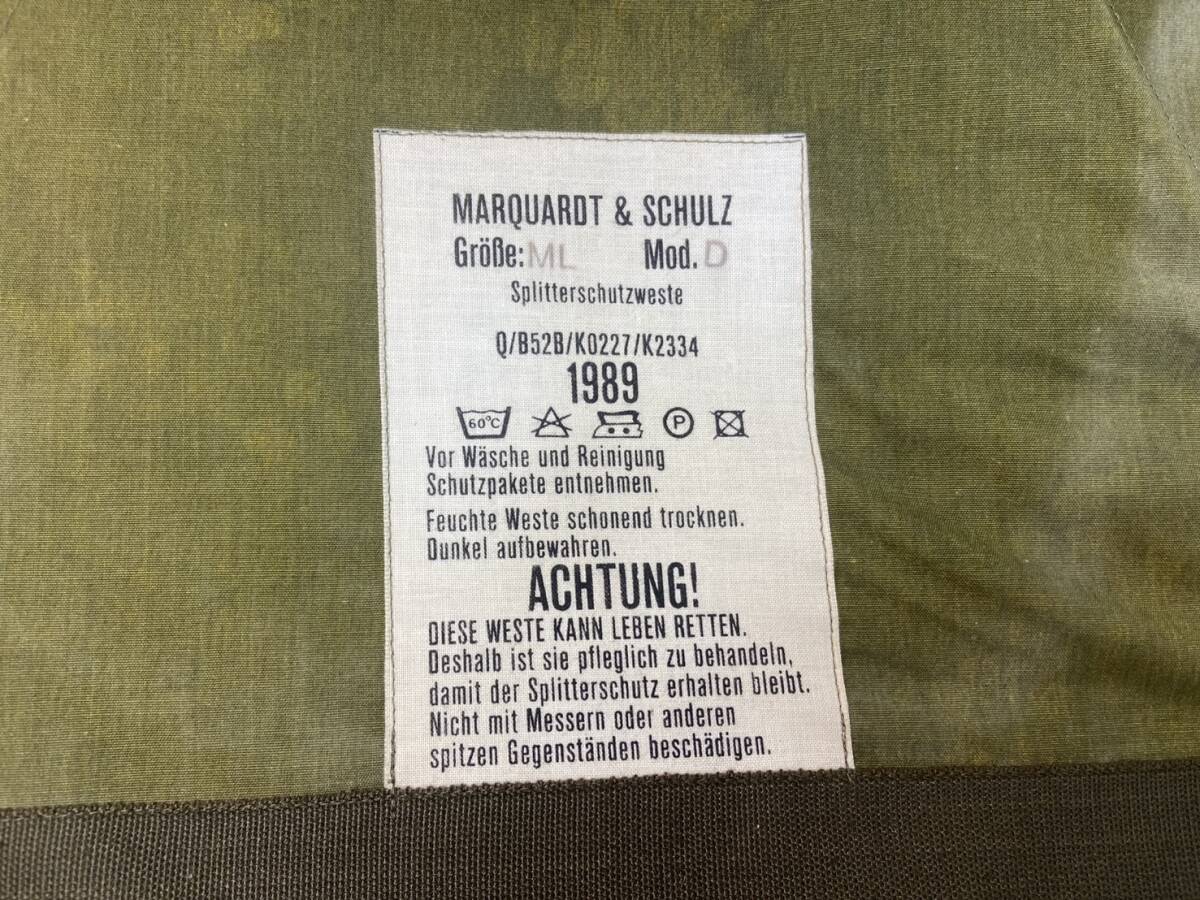 MARQUARDT & SCHULZ
Größe: ML Mod. D
Splitterschutzweste
Q/B52B/K0227/K2334
1989
60°C P
Vor Wäsche und Reinigung
Schutzpakete entnehmen.
Feuchte Weste schonend trocknen.
Dunkel aufbewahren.
ACHTUNG!
DIESE WESTE KANN LEBEN RETTEN.
Deshalb ist sie pfleglich zu behandeln,
damit der Splitterschutz erhalten bleibt.
Nicht mit Messern oder anderen
spitzen Gegenständen beschädigen.